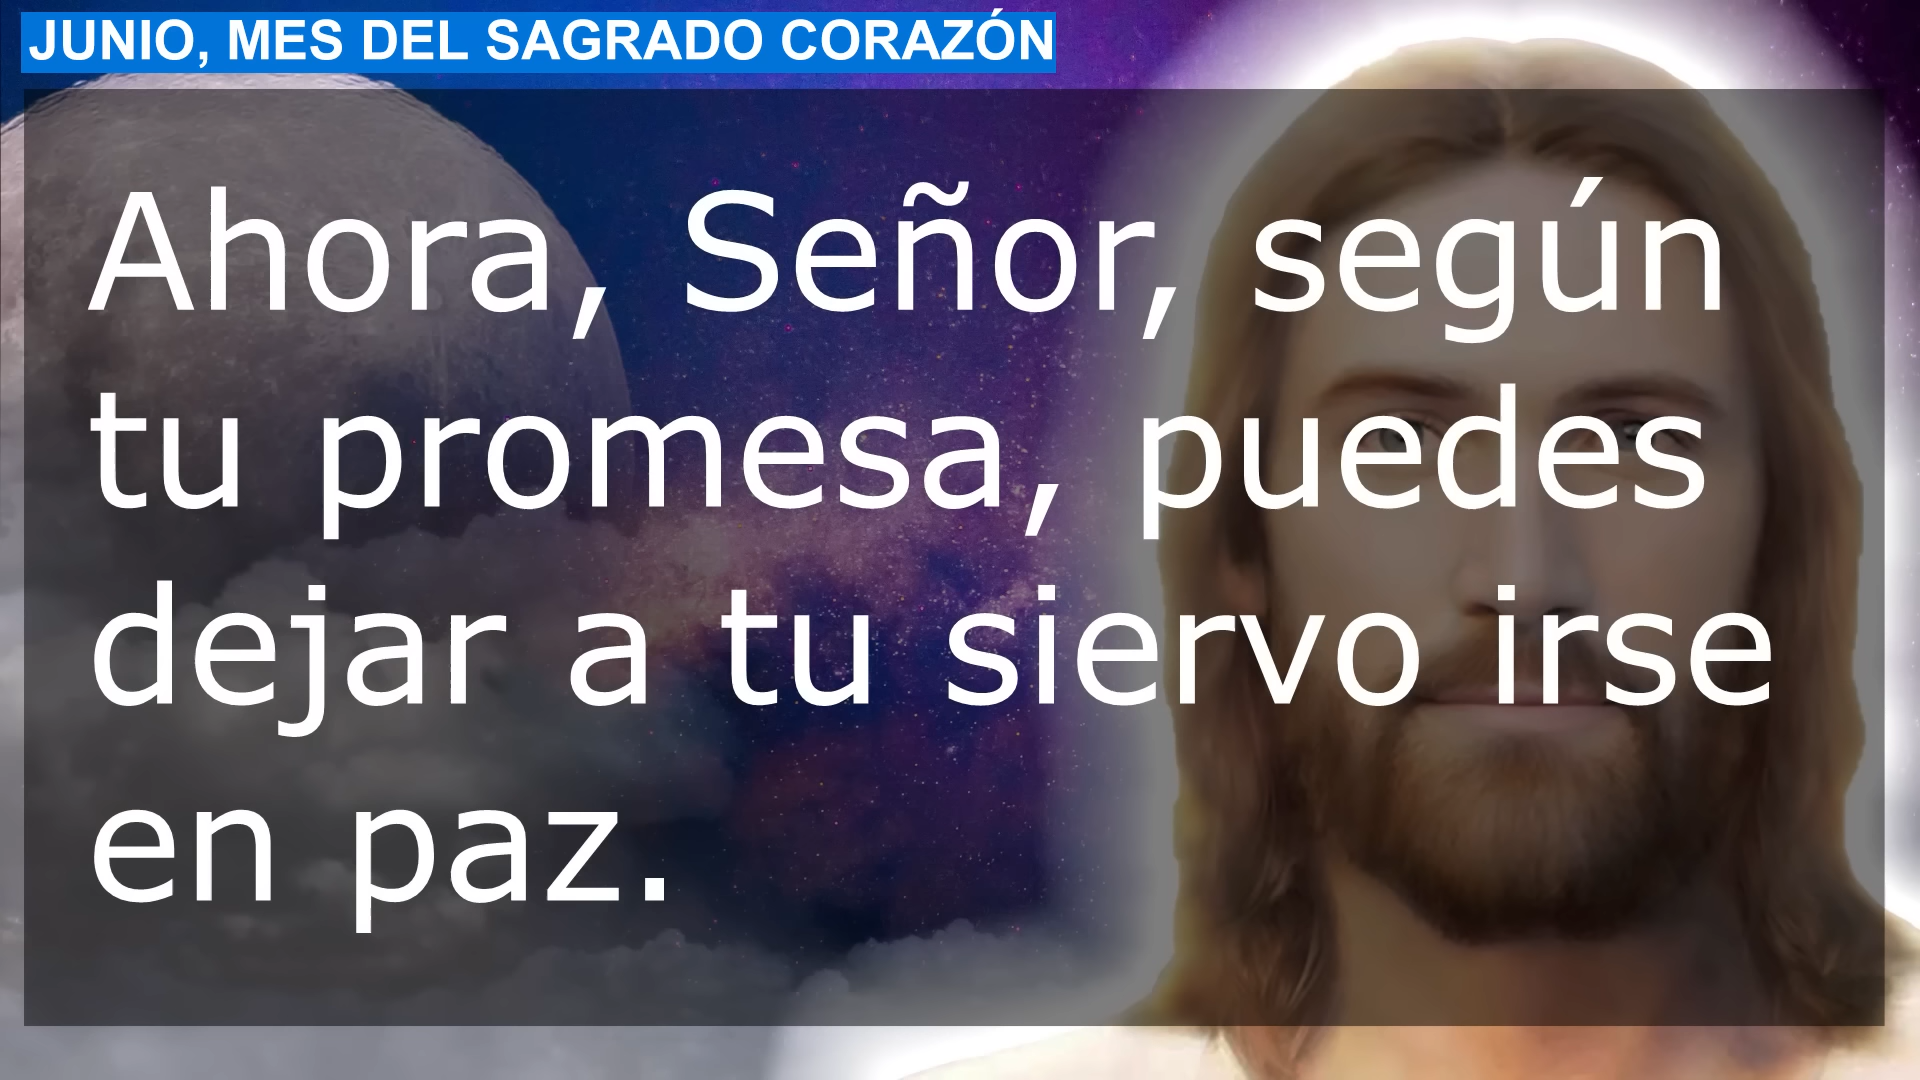 JUNIO, MES DEL SAGRADO CORAZÓN
Ahora, Señor, según
tu promesa, puedes
dejar a tu siervo irse
en paz.